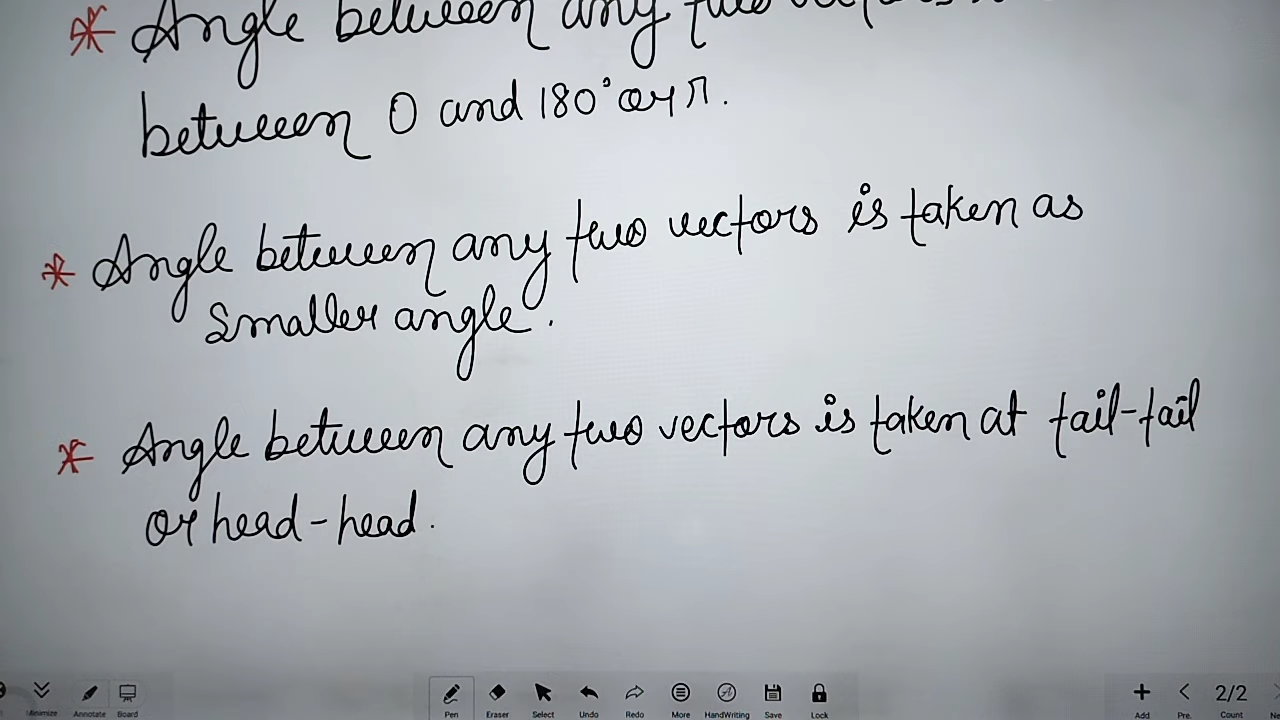 * Angle between any two vectors
between 0 and 180° or π.
* Angle between any two vectors is taken as
smaller angle.
* Angle between any two vectors is taken at tail-tail
or head-head.
Minimize Annotate Board Pen Eraser Select Undo Redo More HandWriting Save Lock Add Pre. 2/2 Count